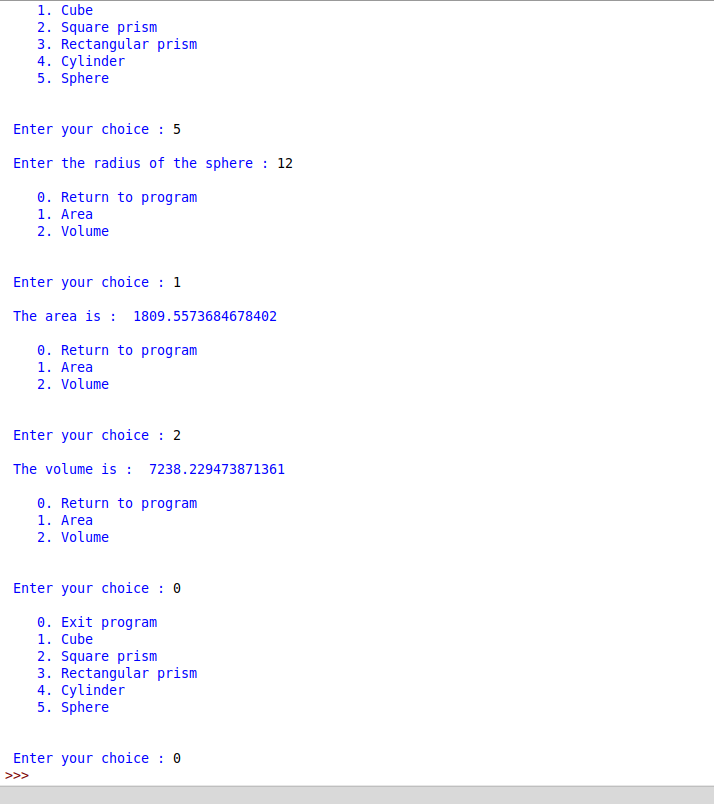 1. Cube
2. Square prism
3. Rectangular prism
4. Cylinder
5. Sphere
Enter your choice : 5
Enter the radius of the sphere : 12
0. Return to program
1. Area
2. Volume
Enter your choice : 1
The area is :  1809.5573684678402
0. Return to program
1. Area
2. Volume
Enter your choice : 2
The volume is :  7238.229473871361
0. Return to program
1. Area
2. Volume
Enter your choice : 0
0. Exit program
1. Cube
2. Square prism
3. Rectangular prism
4. Cylinder
5. Sphere
Enter your choice : 0
>>>